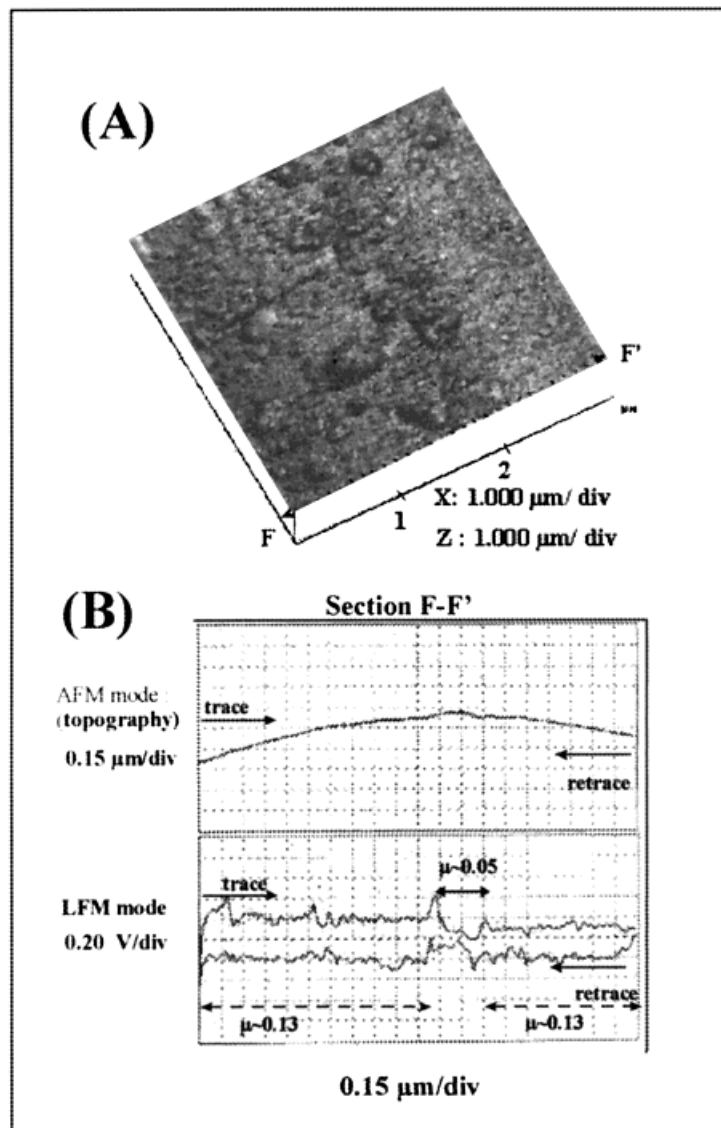 (A)
F'
µm
2
1
F
X: 1.000 µm/ div
Z : 1.000 µm/ div
(B)
Section F-F'
AFM mode :
(topography)
0.15 µm/div
trace
retrace
µ~0.05
LFM mode
0.20 V/div
trace
retrace
µ~0.13
µ~0.13
0.15 µm/div